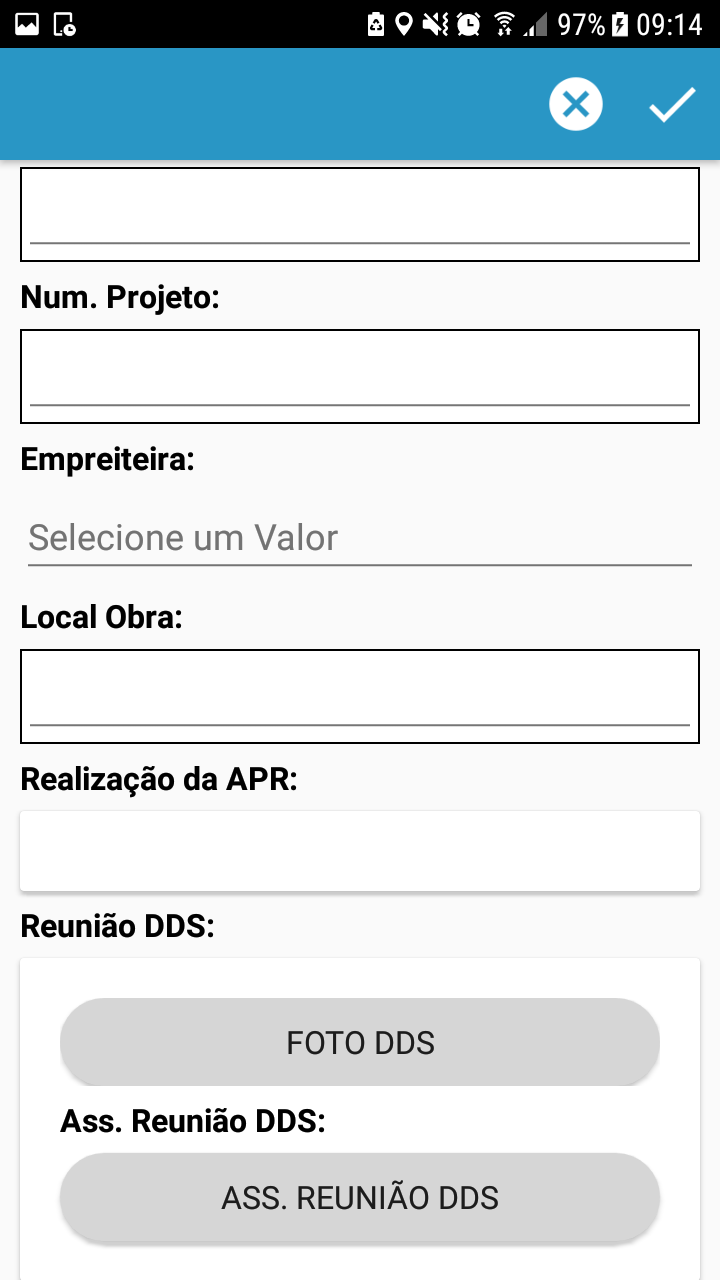 97% 09:14
Num. Projeto:
Empreiteira:
Selecione um Valor
Local Obra:
Realização da APR:
Reunião DDS:
FOTO DDS
Ass. Reunião DDS:
ASS. REUNIÃO DDS